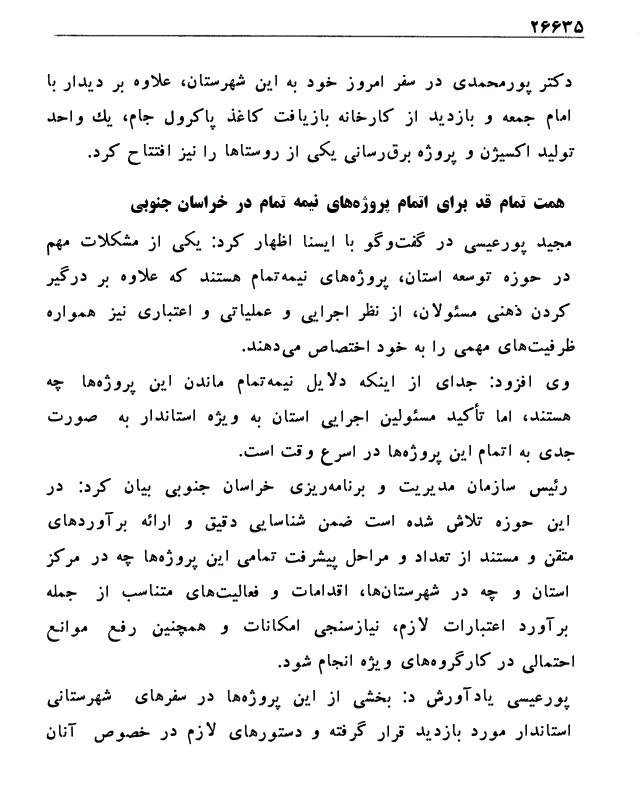 ۲۶۶۳۵
دکتر پورمحمدی در سفر امروز خود به این شهرستان، علاوه بر دیدار با
امام جمعه و بازدید از کارخانه بازیافت کاغذ پاکرول جام، یك واحد
تولید اکسیژن و پروژه برق‌رسانی یکی از روستاها را نیز افتتاح کرد.
همت تمام قد برای اتمام پروژه‌های نیمه تمام در خراسان جنوبی
مجید پورعیسی در گفت‌وگو با ایسنا اظهار کرد: یکی از مشکلات مهم
در حوزه توسعه استان، پروژه‌های نیمه‌تمام هستند که علاوه بر درگیر
کردن ذهنی مسئولان، از نظر اجرایی و عملیاتی و اعتباری نیز همواره
ظرفیت‌های مهمی را به خود اختصاص می‌دهند.
وی افزود: جدای از اینکه دلایل نیمه‌تمام ماندن این پروژه‌ها چه
هستند، اما تأکید مسئولین اجرایی استان به ویژه استاندار به صورت
جدی به اتمام این پروژه‌ها در اسرع وقت است.
رئیس سازمان مدیریت و برنامه‌ریزی خراسان جنوبی بیان کرد: در
این حوزه تلاش شده است ضمن شناسایی دقیق و ارائه برآوردهای
متقن و مستند از تعداد و مراحل پیشرفت تمامی این پروژه‌ها چه در مرکز
استان و چه در شهرستان‌ها، اقدامات و فعالیت‌های متناسب از جمله
برآورد اعتبارات لازم، نیازسنجی امکانات و همچنین رفع موانع
احتمالی در کارگروه‌های ویژه انجام شود.
پورعیسی یادآورش د: بخشی از این پروژه‌ها در سفرهای شهرستانی
استاندار مورد بازدید قرار گرفته و دستورهای لازم در خصوص آنان